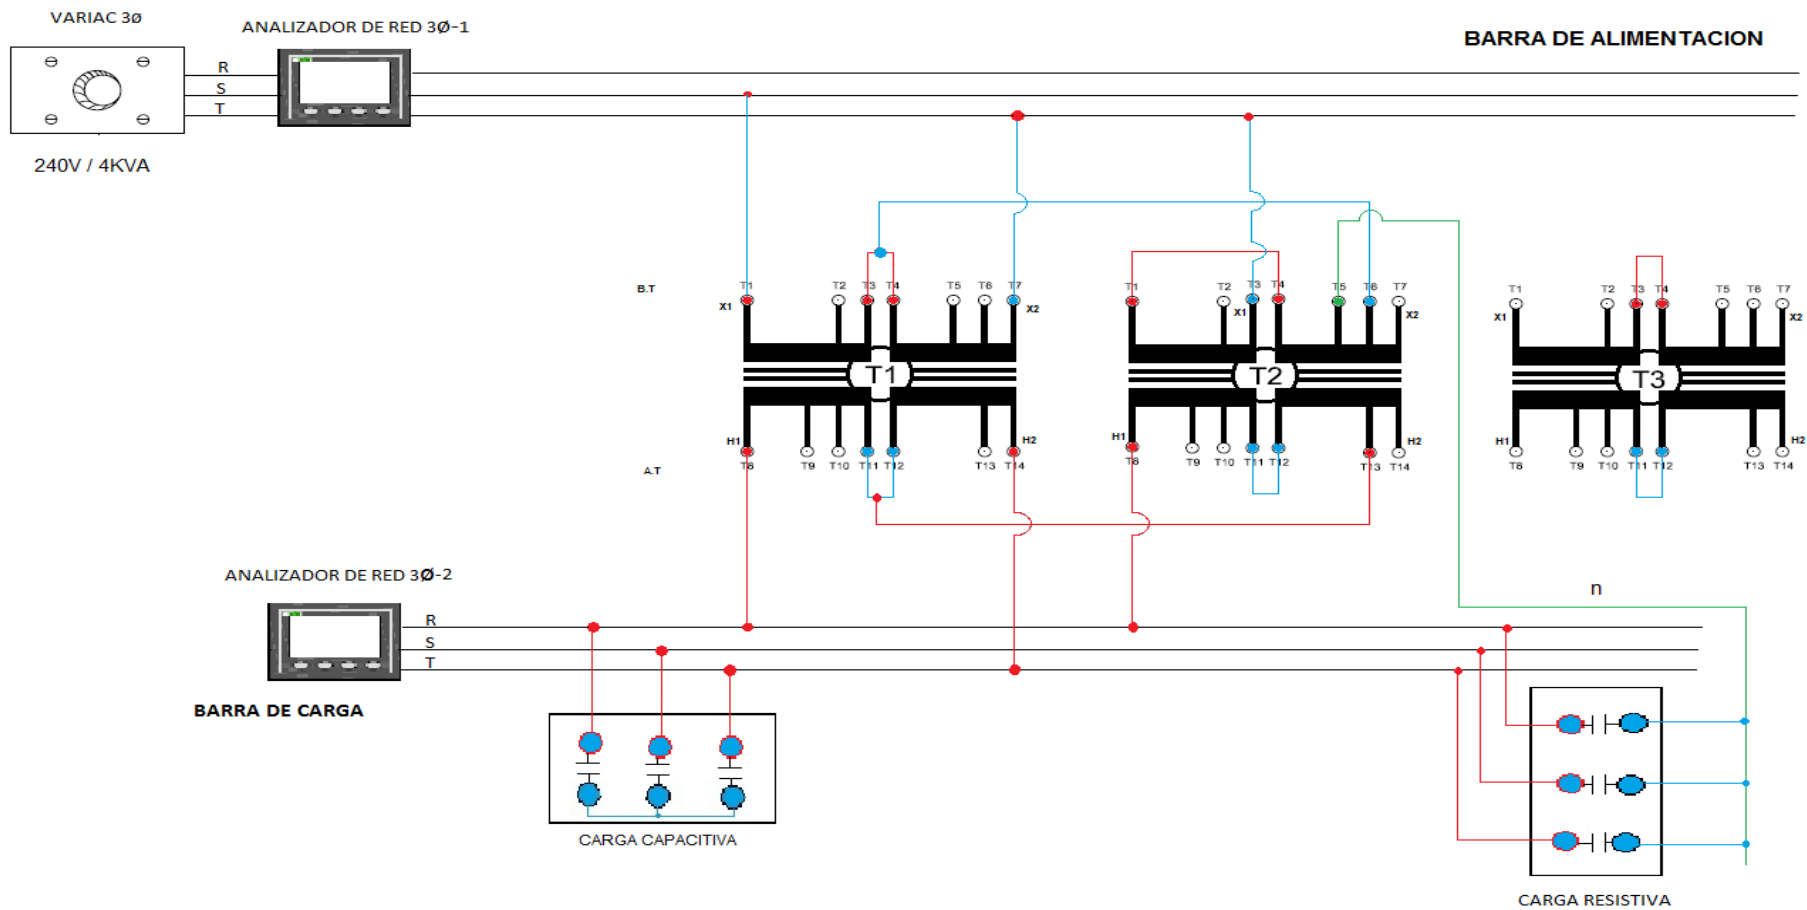 VARIAC 3ø
ANALIZADOR DE RED 3Ø-1
BARRA DE ALIMENTACION
R
S
T
240V / 4KVA
B.T
T1 T2 T3 T4 T5 T6 T7
X1 X2
T1
H1 H2
T8 T9 T10 T11 T12 T13 T14
A.T
T1 T2 T3 T4 T5 T6 T7
X1 X2
T2
H1 H2
T8 T9 T10 T11 T12 T13 T14
T1 T2 T3 T4 T5 T6 T7
X1 X2
T3
H1 H2
T8 T9 T10 T11 T12 T13 T14
ANALIZADOR DE RED 3Ø-2
n
R
S
T
BARRA DE CARGA
CARGA CAPACITIVA
CARGA RESISTIVA